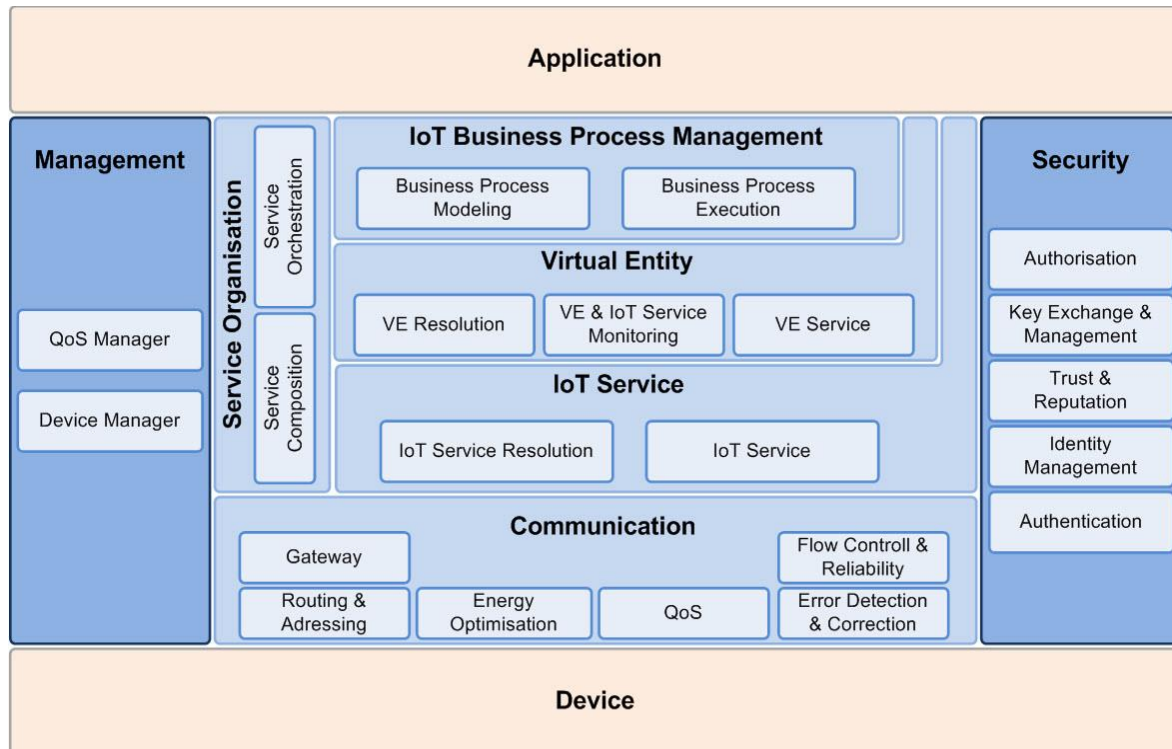 Application
Management
QoS Manager
Device Manager
Service Organisation
Service
Orchestration
Service
Composition
IoT Business Process Management
Business Process
Modeling
Business Process
Execution
Virtual Entity
VE Resolution
VE & IoT Service
Monitoring
VE Service
IoT Service
IoT Service Resolution
IoT Service
Communication
Gateway
Flow Controll &
Reliability
Routing &
Adressing
Energy
Optimisation
QoS
Error Detection
& Correction
Security
Authorisation
Key Exchange &
Management
Trust &
Reputation
Identity
Management
Authentication
Device